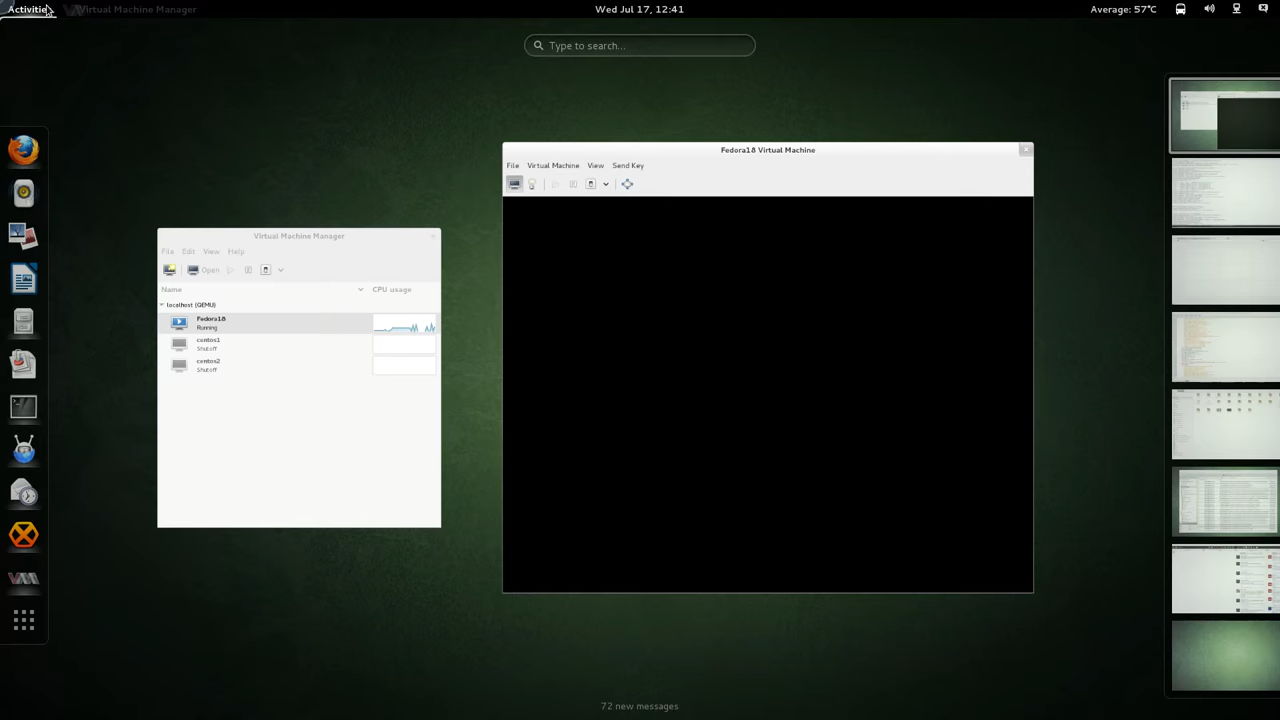 Activities
Virtual Machine Manager
Wed Jul 17, 12:41
Average: 57°C
Type to search...
Fedora18 Virtual Machine
File Virtual Machine View Send Key
Virtual Machine Manager
File Edit View Help
Open
Name CPU usage
localhost (QEMU)
Fedora18
Running
centos1
Shutoff
centos2
Shutoff
72 new messages